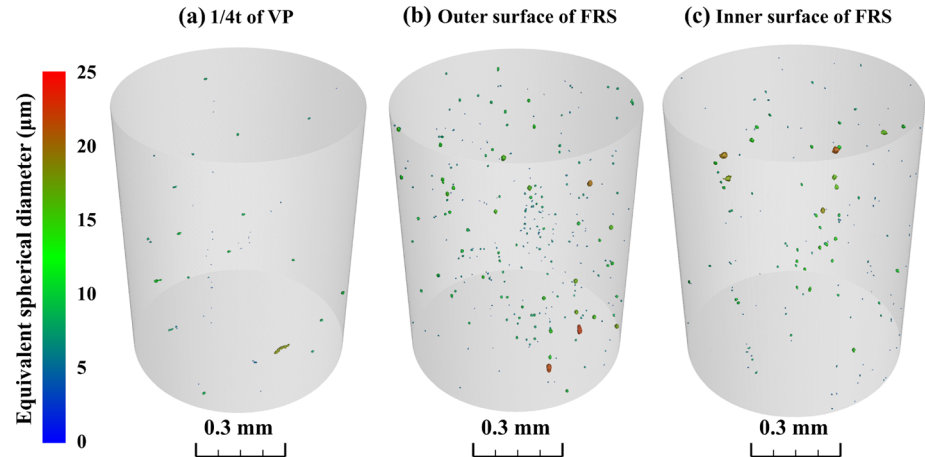 (a) 1/4t of VP
(b) Outer surface of FRS
(c) Inner surface of FRS
Equivalent spherical diameter (μm)
25
20
15
10
5
0
0.3 mm
0.3 mm
0.3 mm